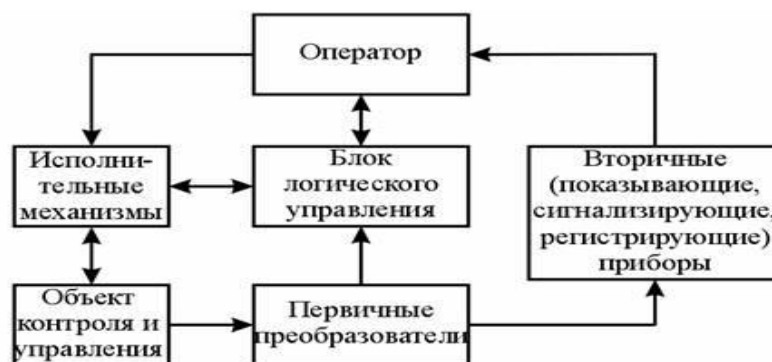 Оператор
Исполни-
тельные
механизмы
Блок
логического
управления
Вторичные
(показывающие,
сигнализирующие,
регистрирующие)
приборы
Объект
контроля и
управления
Первичные
преобразователи